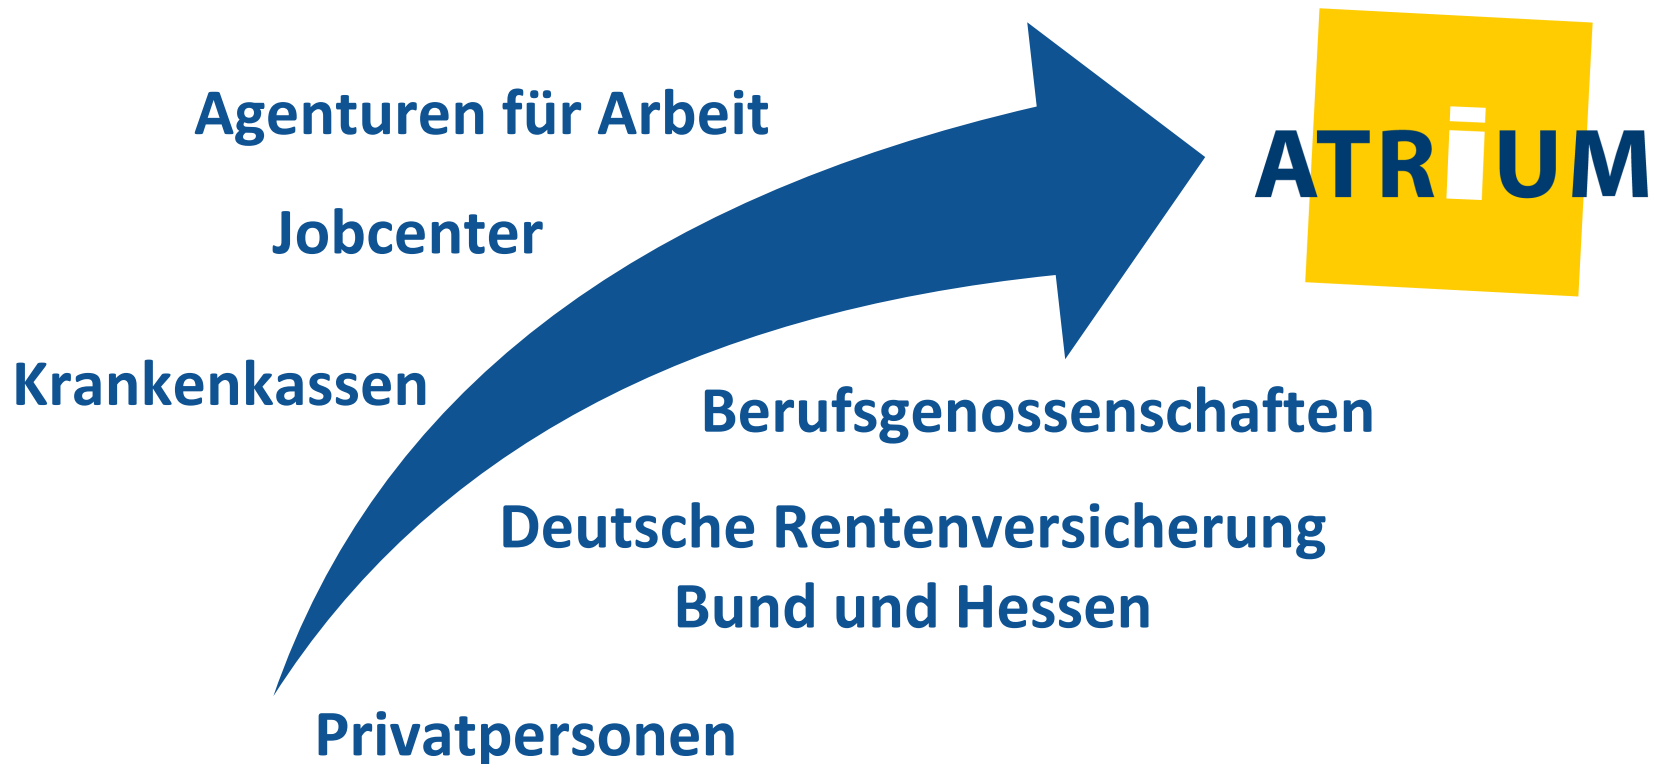 Agenturen für Arbeit
ATRiUM
Jobcenter
Krankenkassen
Berufsgenossenschaften
Deutsche Rentenversicherung
Bund und Hessen
Privatpersonen